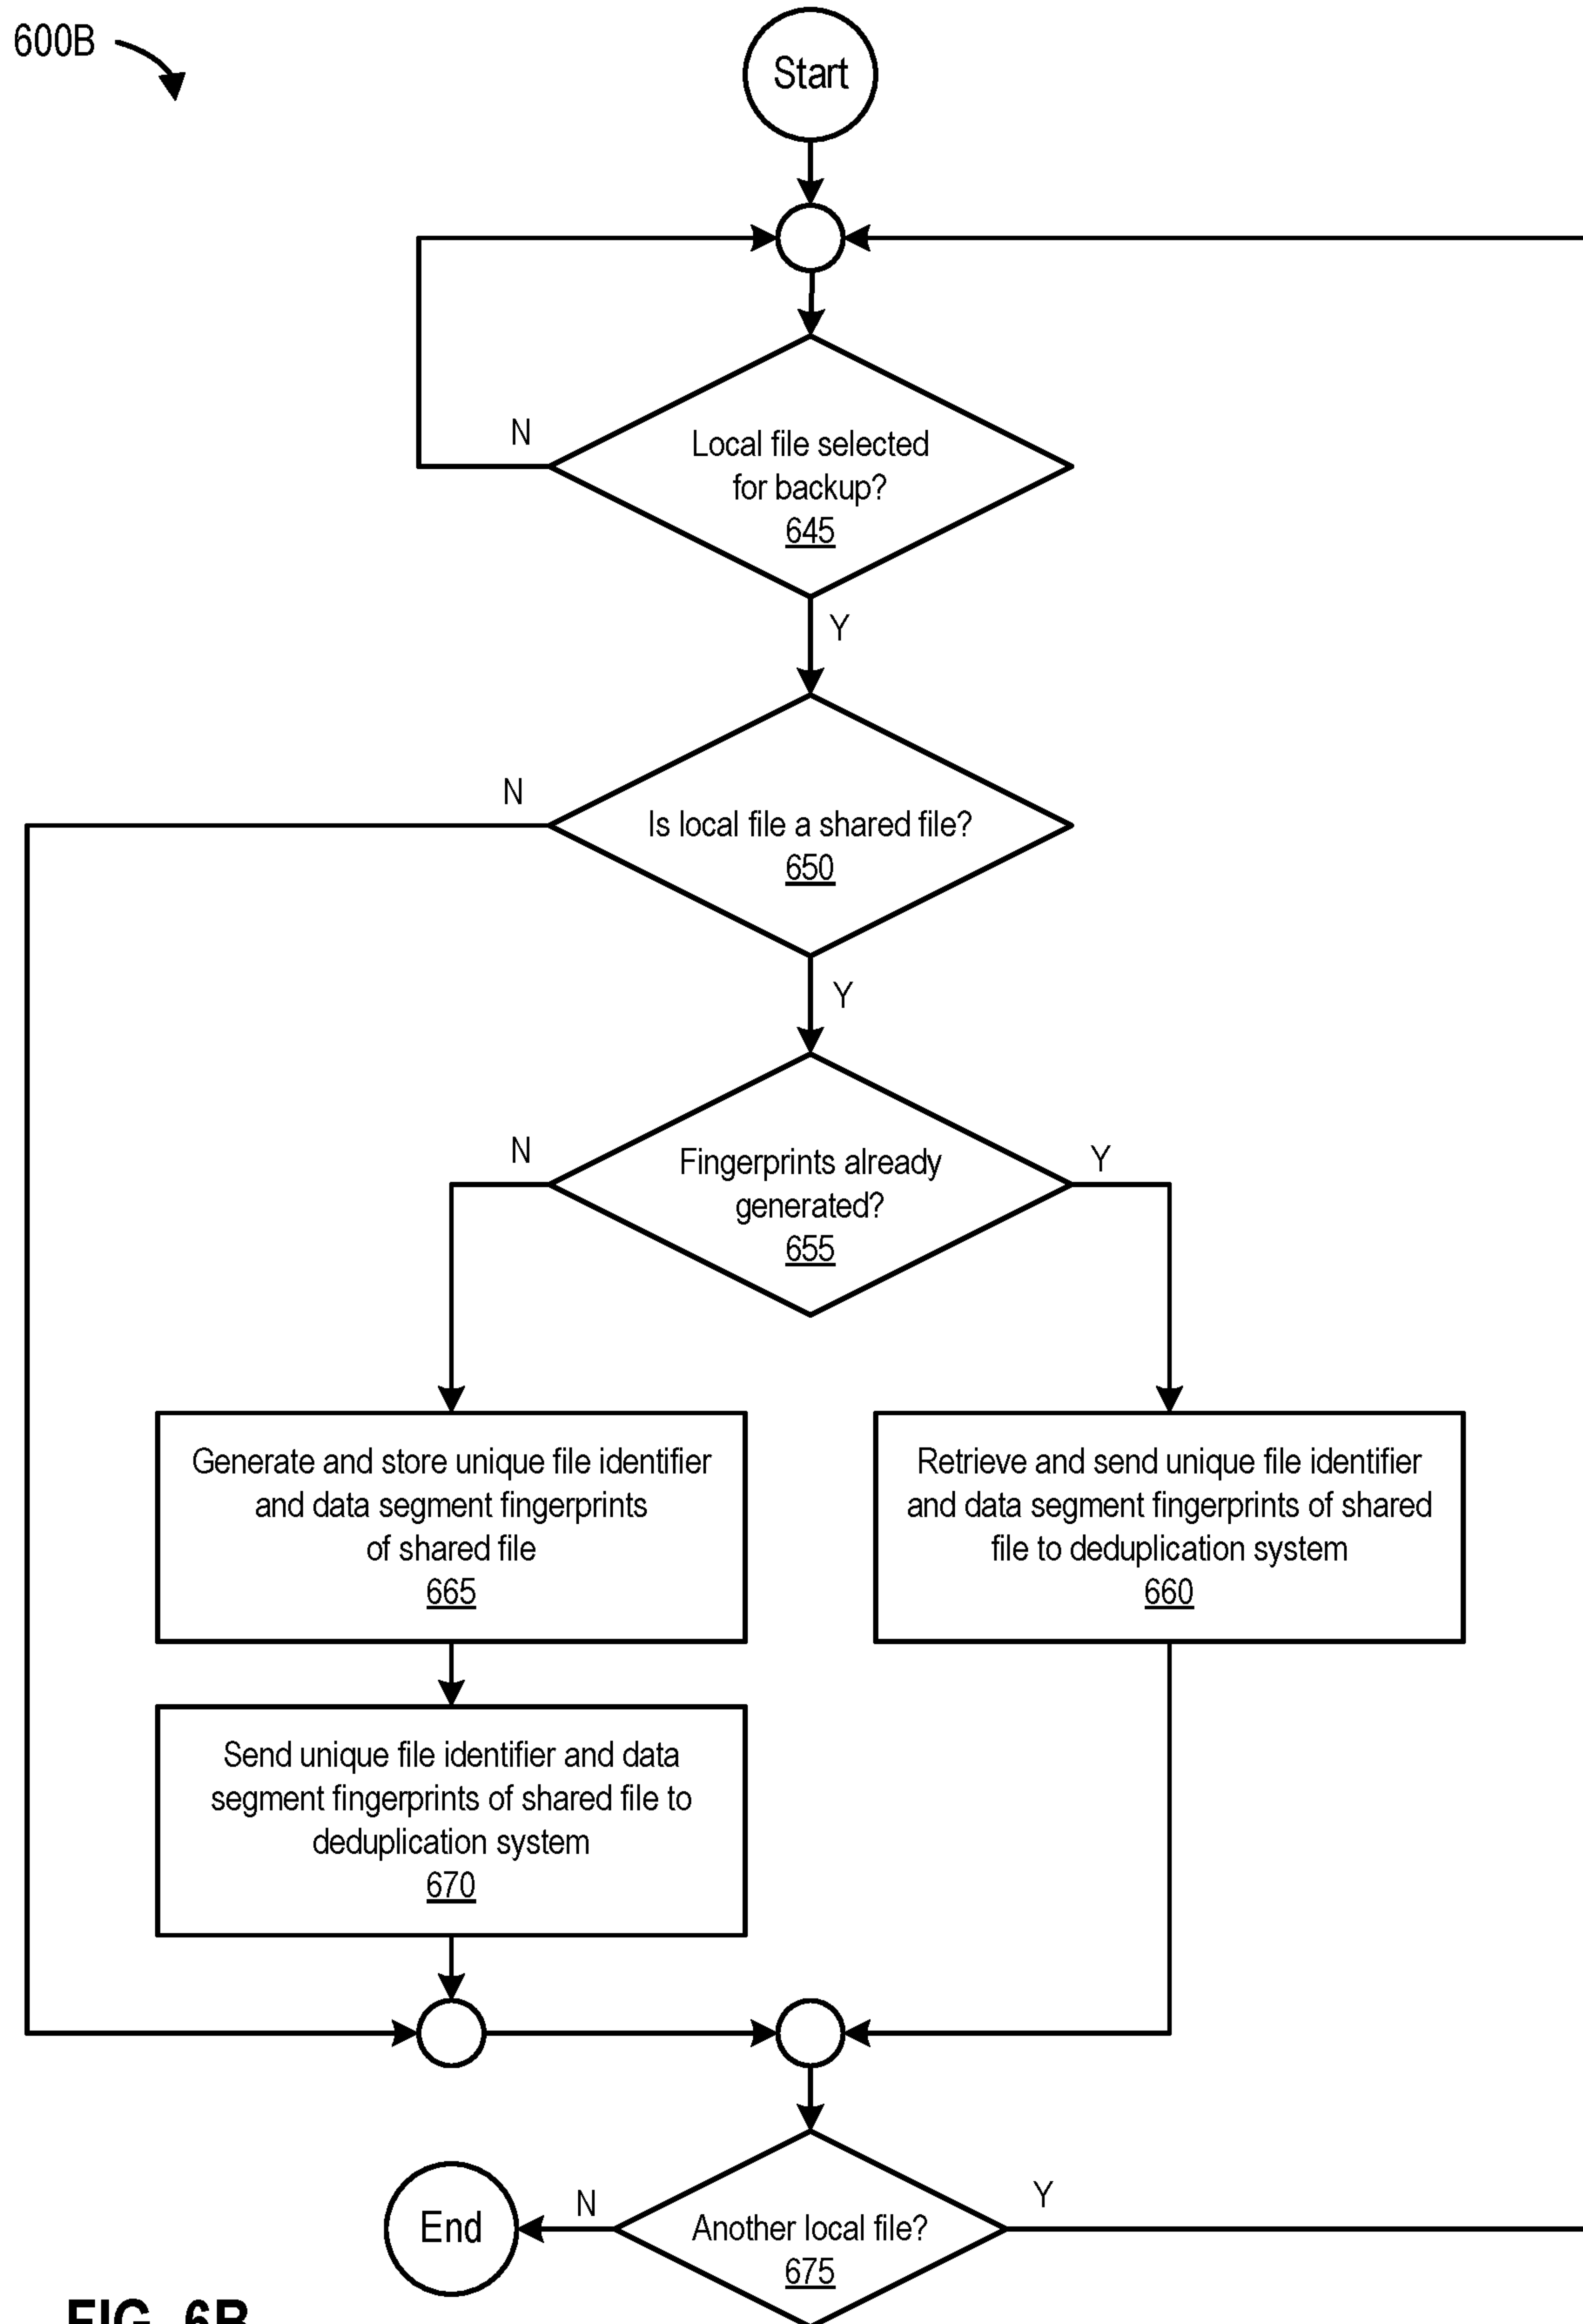 600B
Start
N
Local file selected
for backup?
645
Y
N
Is local file a shared file?
650
Y
N
Fingerprints already
generated?
655
Y
Generate and store unique file identifier
and data segment fingerprints
of shared file
665
Retrieve and send unique file identifier
and data segment fingerprints of shared
file to deduplication system
660
Send unique file identifier and data
segment fingerprints of shared file to
deduplication system
670
End
N
Another local file?
675
Y
FIG. 6B